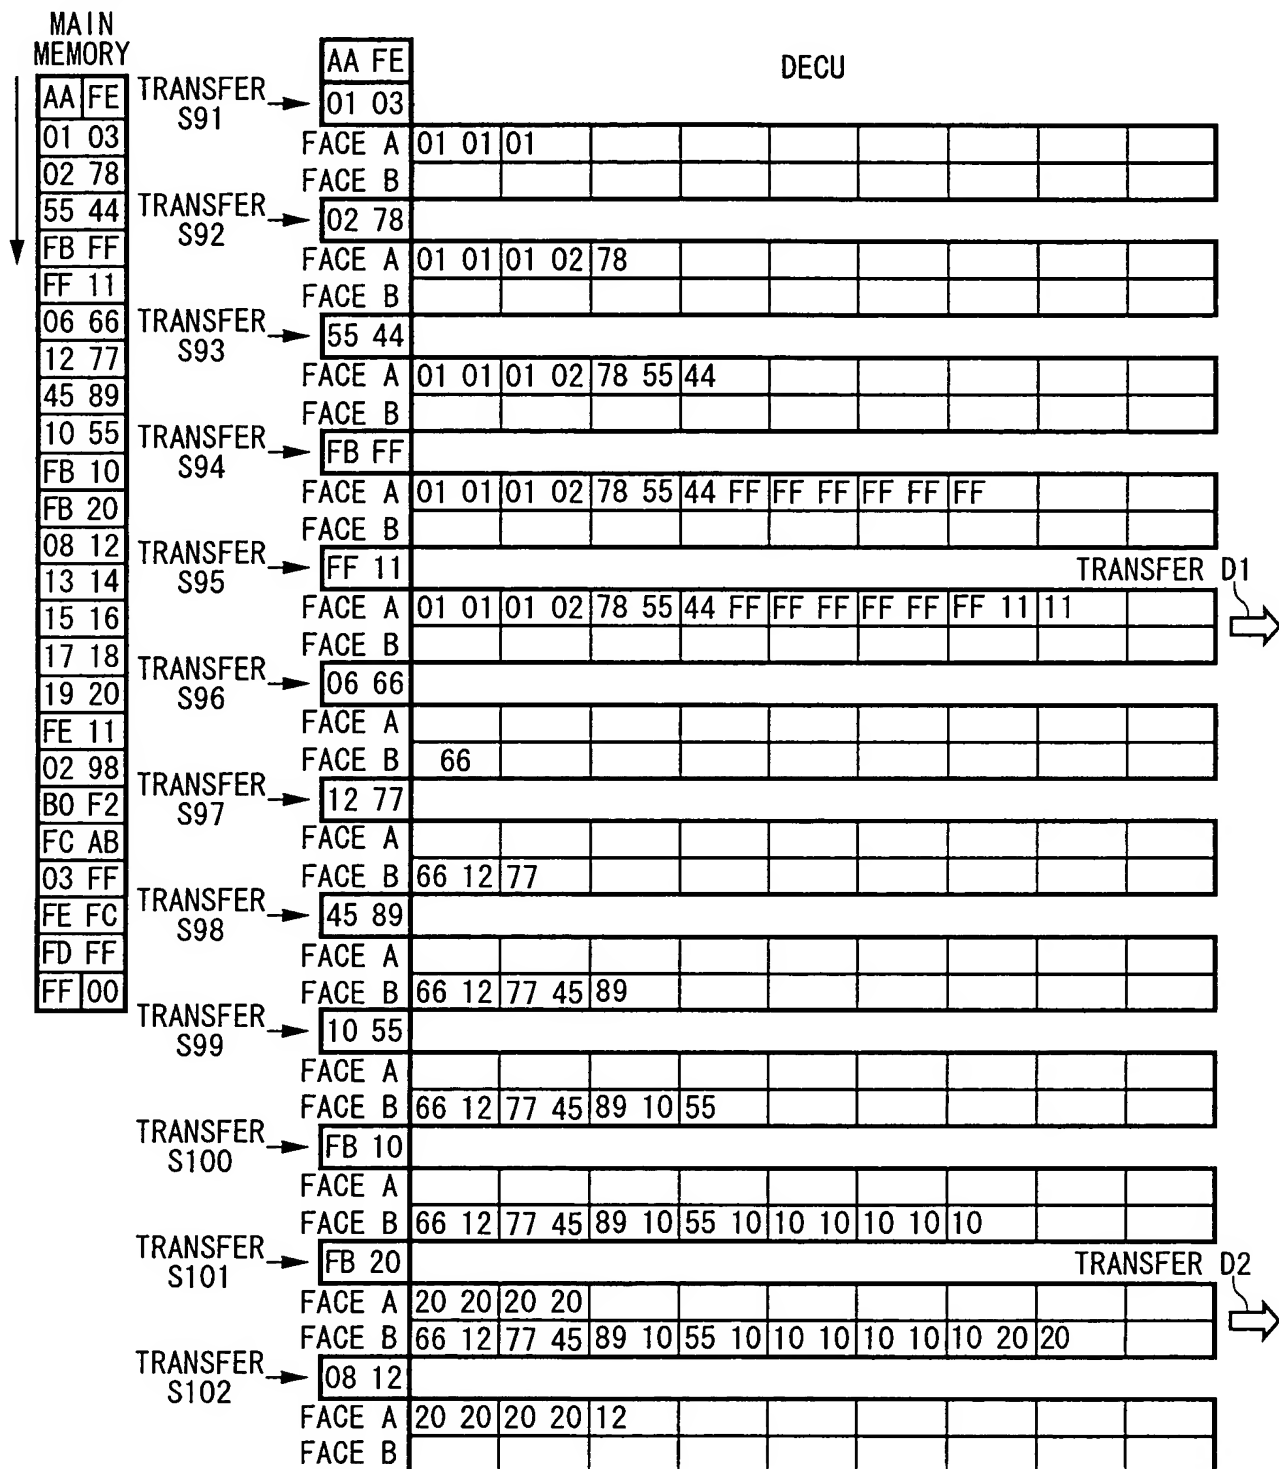 MAIN
MEMORY
AA FE
01 03
02 78
55 44
FB FF
FF 11
06 66
12 77
45 89
10 55
FB 10
FB 20
08 12
13 14
15 16
17 18
19 20
FE 11
02 98
B0 F2
FC AB
03 FF
FE FC
FD FF
FF 00
DECU
AA FE
TRANSFER S91
01 03
FACE A 01 01 01
FACE B
TRANSFER S92
02 78
FACE A 01 01 01 02 78
FACE B
TRANSFER S93
55 44
FACE A 01 01 01 02 78 55 44
FACE B
TRANSFER S94
FB FF
FACE A 01 01 01 02 78 55 44 FF FF FF FF FF FF
FACE B
TRANSFER S95
FF 11
TRANSFER D1
FACE A 01 01 01 02 78 55 44 FF FF FF FF FF FF 11 11
FACE B
TRANSFER S96
06 66
FACE A
FACE B 66
TRANSFER S97
12 77
FACE A
FACE B 66 12 77
TRANSFER S98
45 89
FACE A
FACE B 66 12 77 45 89
TRANSFER S99
10 55
FACE A
FACE B 66 12 77 45 89 10 55
TRANSFER S100
FB 10
FACE A
FACE B 66 12 77 45 89 10 55 10 10 10 10 10 10
TRANSFER S101
FB 20
TRANSFER D2
FACE A 20 20 20 20
FACE B 66 12 77 45 89 10 55 10 10 10 10 10 10 20 20
TRANSFER S102
08 12
FACE A 20 20 20 20 12
FACE B